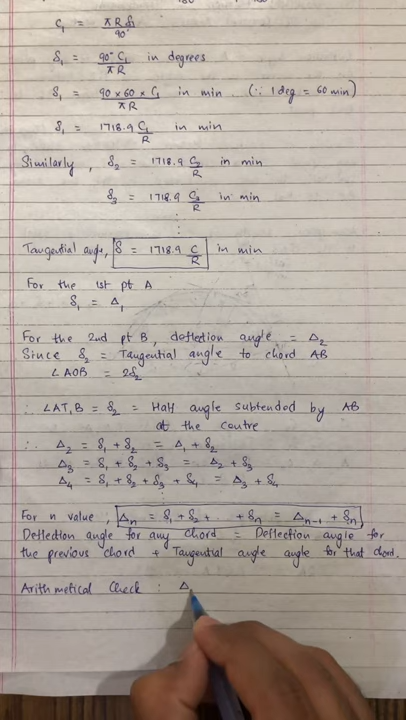 C₁ = πRδ₁/90°
δ₁ = 90° C₁/πR in degrees
δ₁ = 90 × 60 × C₁/πR in min (∵ 1 deg = 60 min)
δ₁ = 1718.9 C₁/R in min
Similarly, δ₂ = 1718.9 C₂/R in min
δ₃ = 1718.9 C₃/R in min
⋮
Tangential angle, δ = 1718.9 C/R in min
For the 1st pt A
δ₁ = Δ₁
For the 2nd pt B, deflection angle = Δ₂
Since δ₂ = Tangential angle to chord AB
∠AOB = 2δ₂
∴ ∠AT₁B = δ₂ = Half angle subtended by AB
at the centre
∴ Δ₂ = δ₁ + δ₂ = Δ₁ + δ₂
Δ₃ = δ₁ + δ₂ + δ₃ = Δ₂ + δ₃
Δ₄ = δ₁ + δ₂ + δ₃ + δ₄ = Δ₃ + δ₄
⋮
For n value, Δn = δ₁ + δ₂ + + δn = Δn-1 + δn
Deflection angle for any chord = Deflection angle for
the previous chord + Tangential angle angle for that chord.
Arithmetical Check : Δ